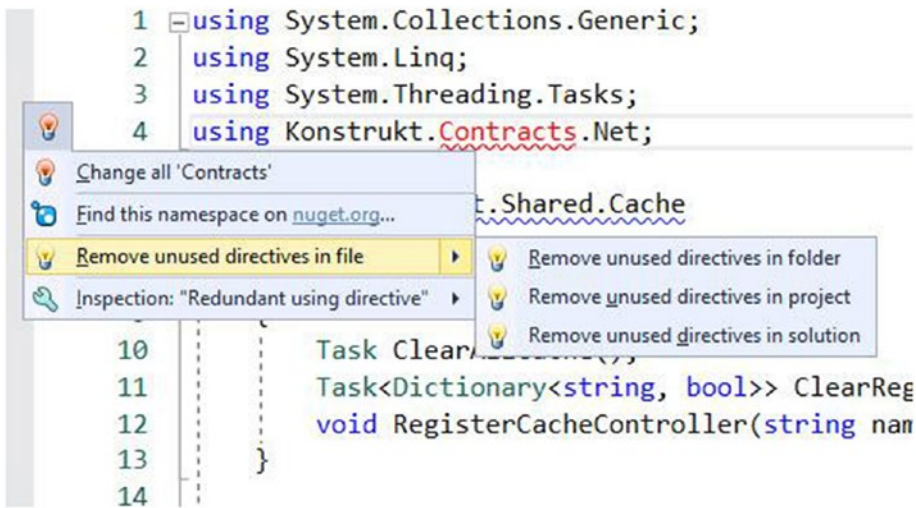 1 using System.Collections.Generic;
2 using System.Linq;
3 using System.Threading.Tasks;
4 using Konstrukt.Contracts.Net;
Change all 'Contracts'
Find this namespace on nuget.org...
t.Shared.Cache
Remove unused directives in file
Remove unused directives in folder
Inspection: "Redundant using directive"
Remove unused directives in project
Remove unused directives in solution
{
10 Task
11 Task<Dictionary<string, bool>> ClearReg
12 void RegisterCacheController(string nam
13 }
14